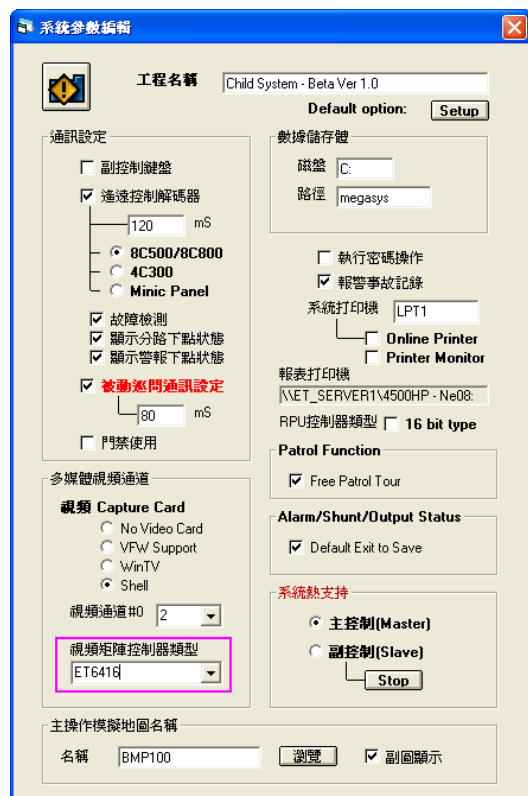 系統參數編輯
工程名稱 Child System - Beta Ver 1.0
Default option: Setup
通訊設定
副控制鍵盤
遙遠控制解碼器
120 mS
8C500/8C800
4C300
Minic Panel
故障檢測
顯示分路下點狀態
顯示警報下點狀態
被動巡問通訊設定
80 mS
門禁使用
多媒體視頻通道
視頻 Capture Card
No Video Card
VFW Support
WinTV
Shell
視頻通道#0 2
視頻矩陣控制器類型
ET6416
數據儲存體
磁盤 C:
路徑 megasys
執行密碼操作
報警事故記錄
系統打印機 LPT1
Online Printer
Printer Monitor
報表打印機
\\ET_SERVER1\4500HP - Ne08:
RPU控制器類型 16 bit type
Patrol Function
Free Patrol Tour
Alarm/Shunt/Output Status
Default Exit to Save
系統熱支持
主控制(Master)
副控制(Slave)
Stop
主操作模擬地圖名稱
名稱 BMP100 瀏覽 副圖顯示